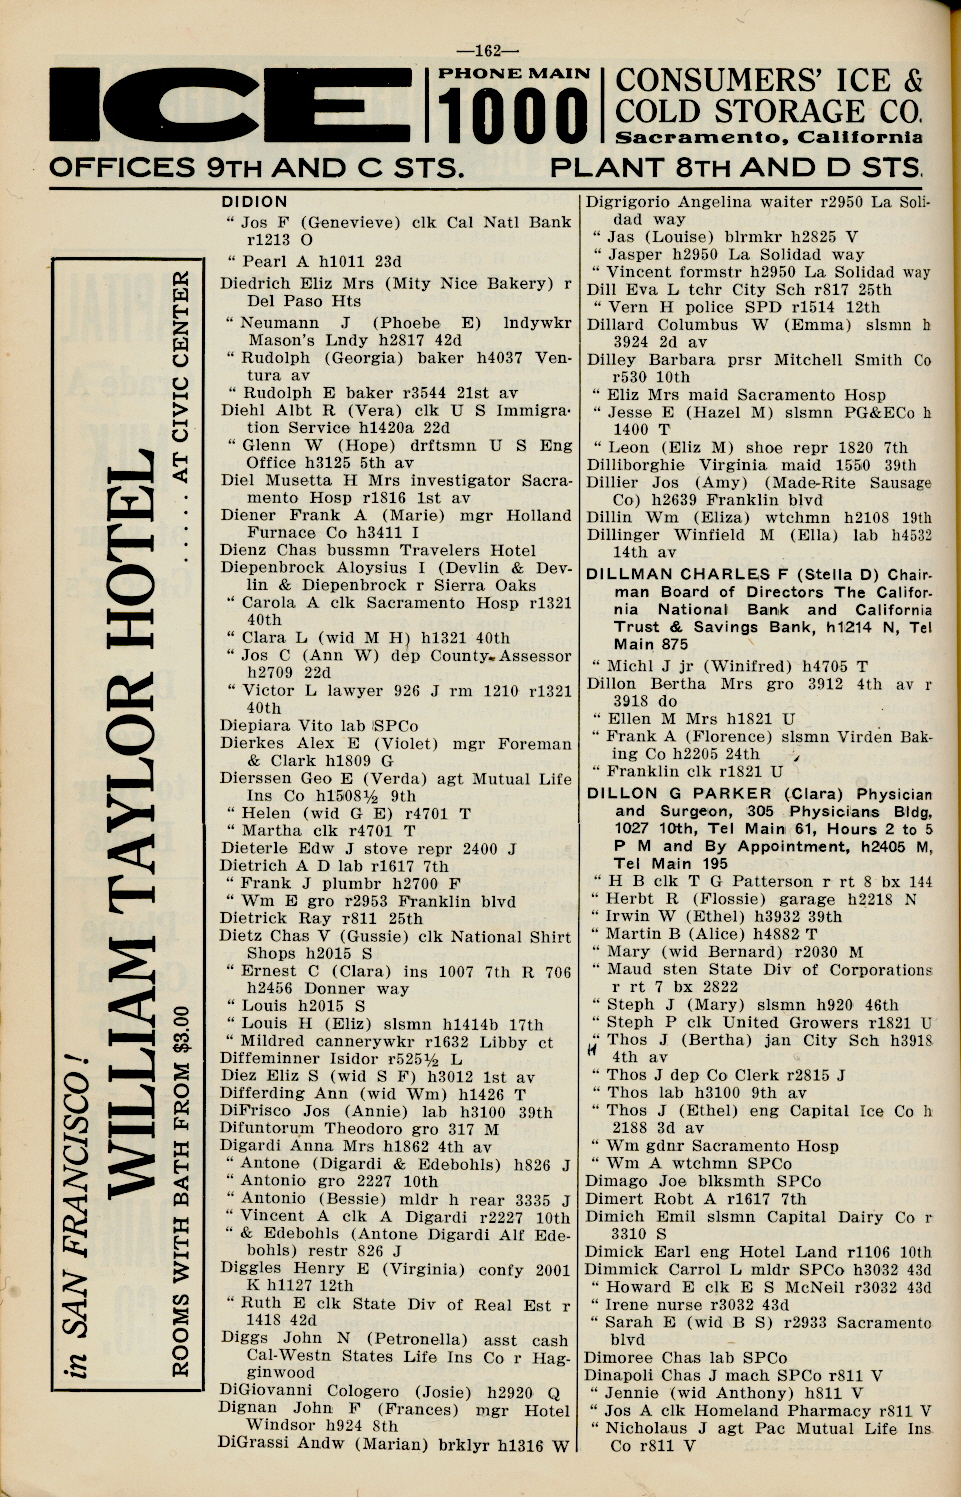 —162—
ICE
PHONE MAIN
1000
CONSUMERS' ICE &
COLD STORAGE CO.
Sacramento, California
OFFICES 9TH AND C STS. PLANT 8TH AND D STS.
in SAN FRANCISCO!
WILLIAM TAYLOR HOTEL
ROOMS WITH BATH FROM $3.00 . . . . . . AT CIVIC CENTER
DIDION
" Jos F (Genevieve) clk Cal Natl Bank
r1213 O
" Pearl A h1011 23d
Diedrich Eliz Mrs (Mity Nice Bakery) r
Del Paso Hts
" Neumann J (Phoebe E) lndywkr
Mason's Lndy h2817 42d
" Rudolph (Georgia) baker h4037 Ven-
tura av
" Rudolph E baker r3544 21st av
Diehl Albt R (Vera) clk U S Immigra-
tion Service h1420a 22d
" Glenn W (Hope) drftsmn U S Eng
Office h3125 5th av
Diel Musetta H Mrs investigator Sacra-
mento Hosp r1816 1st av
Diener Frank A (Marie) mgr Holland
Furnace Co h3411 I
Dienz Chas bussmn Travelers Hotel
Diepenbrock Aloysius I (Devlin & Dev-
lin & Diepenbrock r Sierra Oaks
" Carola A clk Sacramento Hosp r1321
40th
" Clara L (wid M H) h1321 40th
" Jos C (Ann W) dep County Assessor
h2709 22d
" Victor L lawyer 926 J rm 1210 r1321
40th
Diepiara Vito lab SPCo
Dierkes Alex E (Violet) mgr Foreman
& Clark h1809 G
Dierssen Geo E (Verda) agt Mutual Life
Ins Co h1508½ 9th
" Helen (wid G E) r4701 T
" Martha clk r4701 T
Dieterle Edw J stove repr 2400 J
Dietrich A D lab r1617 7th
" Frank J plumbr h2700 F
" Wm E gro r2953 Franklin blvd
Dietrick Ray r811 25th
Dietz Chas V (Gussie) clk National Shirt
Shops h2015 S
" Ernest C (Clara) ins 1007 7th R 706
h2456 Donner way
" Louis h2015 S
" Louis H (Eliz) slsmn h1414b 17th
" Mildred cannerywkr r1632 Libby ct
Diffeminner Isidor r525½ L
Diez Eliz S (wid S F) h3012 1st av
Differding Ann (wid Wm) h1426 T
DiFrisco Jos (Annie) lab h3100 39th
Difuntorum Theodoro gro 317 M
Digardi Anna Mrs h1862 4th av
" Antone (Digardi & Edebohls) h826 J
" Antonio gro 2227 10th
" Antonio (Bessie) mldr h rear 3335 J
" Vincent A clk A Digardi r2227 10th
" & Edebohls (Antone Digardi Alf Ede-
bohls) restr 826 J
Diggles Henry E (Virginia) confy 2001
K h1127 12th
" Ruth E clk State Div of Real Est r
1418 42d
Diggs John N (Petronella) asst cash
Cal-Westn States Life Ins Co r Hag-
ginwood
DiGiovanni Cologero (Josie) h2920 Q
Dignan John F (Frances) mgr Hotel
Windsor h924 8th
DiGrassi Andw (Marian) brklyr h1316 W
Digrigorio Angelina waiter r2950 La Soli-
dad way
" Jas (Louise) blrmkr h2825 V
" Jasper h2950 La Solidad way
" Vincent formstr h2950 La Solidad way
Dill Eva L tchr City Sch r817 25th
" Vern H police SPD r1514 12th
Dillard Columbus W (Emma) slsmn h
3924 2d av
Dilley Barbara prsr Mitchell Smith Co
r530 10th
" Eliz Mrs maid Sacramento Hosp
" Jesse E (Hazel M) slsmn PG&ECo h
1400 T
" Leon (Eliz M) shoe repr 1820 7th
Dilliborghie Virginia maid 1550 39th
Dillier Jos (Amy) (Made-Rite Sausage
Co) h2639 Franklin blvd
Dillin Wm (Eliza) wtchmn h2108 19th
Dillinger Winfield M (Ella) lab h4532
14th av
DILLMAN CHARLES F (Stella D) Chair-
man Board of Directors The Califor-
nia National Bank and California
Trust & Savings Bank, h1214 N, Tel
Main 875
" Michl J jr (Winifred) h4705 T
Dillon Bertha Mrs gro 3912 4th av r
3918 do
" Ellen M Mrs h1821 U
" Frank A (Florence) slsmn Virden Bak-
ing Co h2205 24th
" Franklin clk r1821 U
DILLON G PARKER (Clara) Physician
and Surgeon, 305 Physicians Bldg,
1027 10th, Tel Main 61, Hours 2 to 5
P M and By Appointment, h2405 M,
Tel Main 195
" H B clk T G Patterson r rt 8 bx 144
" Herbt R (Flossie) garage h2218 N
" Irwin W (Ethel) h3932 39th
" Martin B (Alice) h4882 T
" Mary (wid Bernard) r2030 M
" Maud sten State Div of Corporations
r rt 7 bx 2822
" Steph J (Mary) slsmn h920 46th
" Steph P clk United Growers r1821 U
" Thos J (Bertha) jan City Sch h3918
4th av
" Thos J dep Co Clerk r2815 J
" Thos lab h3100 9th av
" Thos J (Ethel) eng Capital Ice Co h
2188 3d av
" Wm gdnr Sacramento Hosp
" Wm A wtchmn SPCo
Dimago Joe blksmth SPCo
Dimert Robt A r1617 7th
Dimich Emil slsmn Capital Dairy Co r
3310 S
Dimick Earl eng Hotel Land r1106 10th
Dimmick Carrol L mldr SPCo h3032 43d
" Howard E clk E S McNeil r3032 43d
" Irene nurse r3032 43d
" Sarah E (wid B S) r2933 Sacramento
blvd
Dimoree Chas lab SPCo
Dinapoli Chas J mach SPCo r811 V
" Jennie (wid Anthony) h811 V
" Jos A clk Homeland Pharmacy r811 V
" Nicholaus J agt Pac Mutual Life Ins
Co r811 V